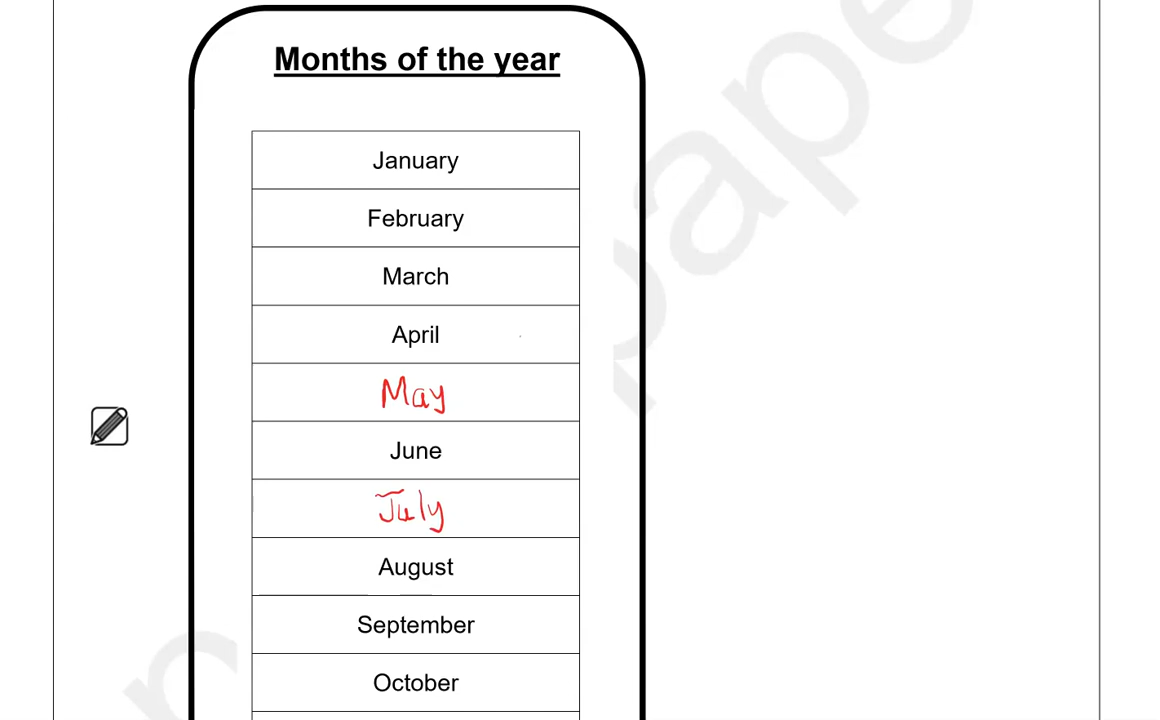 Months of the year
January
February
March
April
May
June
July
August
September
October